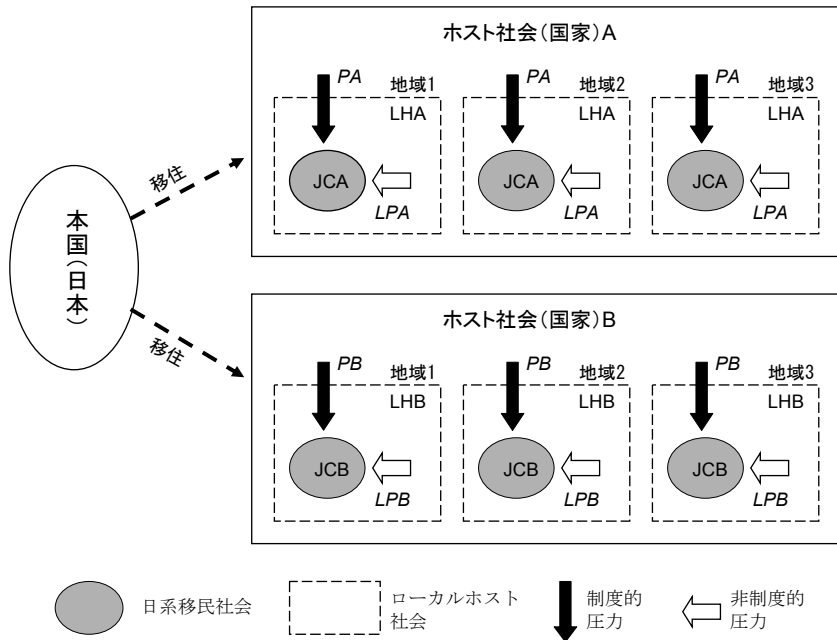 ホスト社会(国家)A
PA 地域1
LHA
JCA
LPA
PA 地域2
LHA
JCA
LPA
PA 地域3
LHA
JCA
LPA
移住
本国(日本)
移住
ホスト社会(国家)B
PB 地域1
LHB
JCB
LPB
PB 地域2
LHB
JCB
LPB
PB 地域3
LHB
JCB
LPB
日系移民社会
ローカルホスト
社会
制度的
圧力
非制度的
圧力